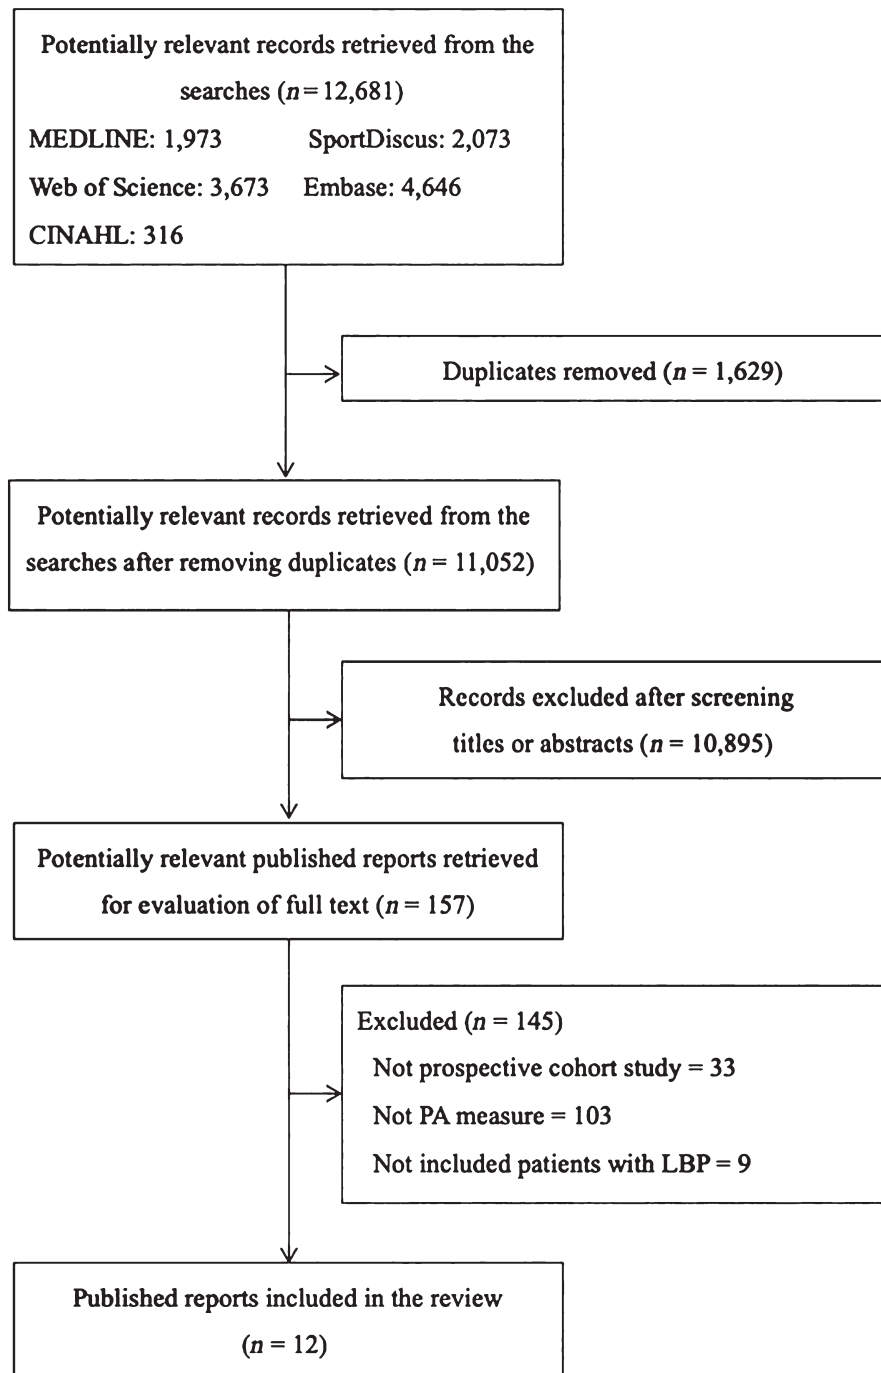 Potentially relevant records retrieved from the
searches (n = 12,681)
MEDLINE: 1,973 SportDiscus: 2,073
Web of Science: 3,673 Embase: 4,646
CINAHL: 316
Duplicates removed (n = 1,629)
Potentially relevant records retrieved from the
searches after removing duplicates (n = 11,052)
Records excluded after screening
titles or abstracts (n = 10,895)
Potentially relevant published reports retrieved
for evaluation of full text (n = 157)
Excluded (n = 145)
Not prospective cohort study = 33
Not PA measure = 103
Not included patients with LBP = 9
Published reports included in the review
(n = 12)